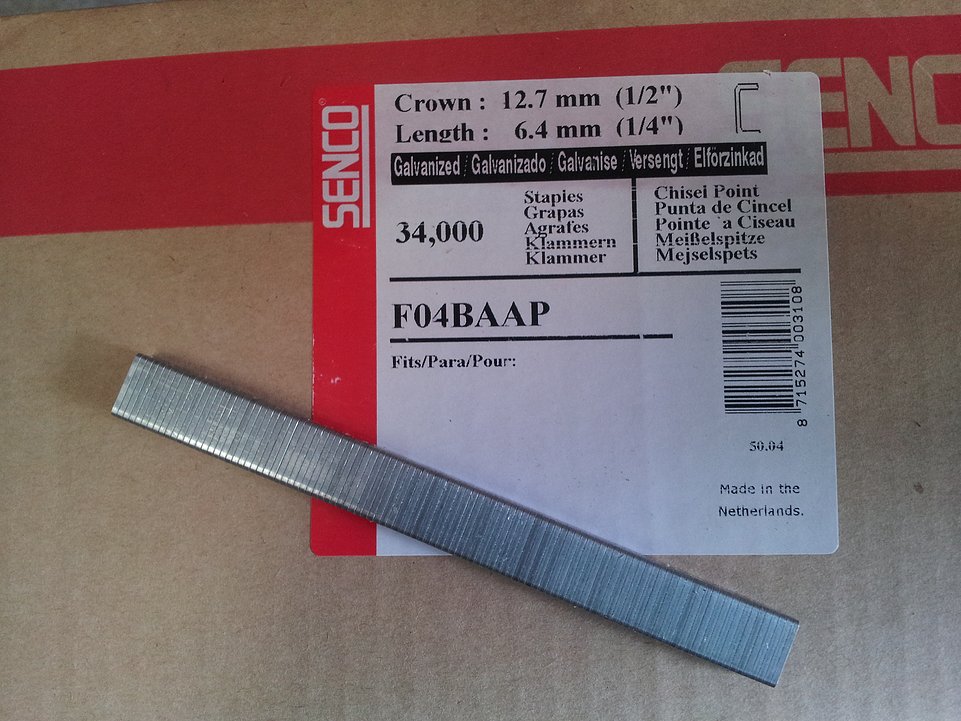 SENCO
SENCO®
Crown : 12.7 mm (1/2")
Length : 6.4 mm (1/4")
Galvanized / Galvanizado / Galvanise / Versengt / Elförzinkad
34,000
Staples
Grapas
Agrafes
Klammern
Klammer
Chisel Point
Punta de Cincel
Pointe `a Ciseau
Meißelspitze
Mejselspets
F04BAAP
Fits/Para/Pour:
8 715274 003108
50.04
Made in the
Netherlands.